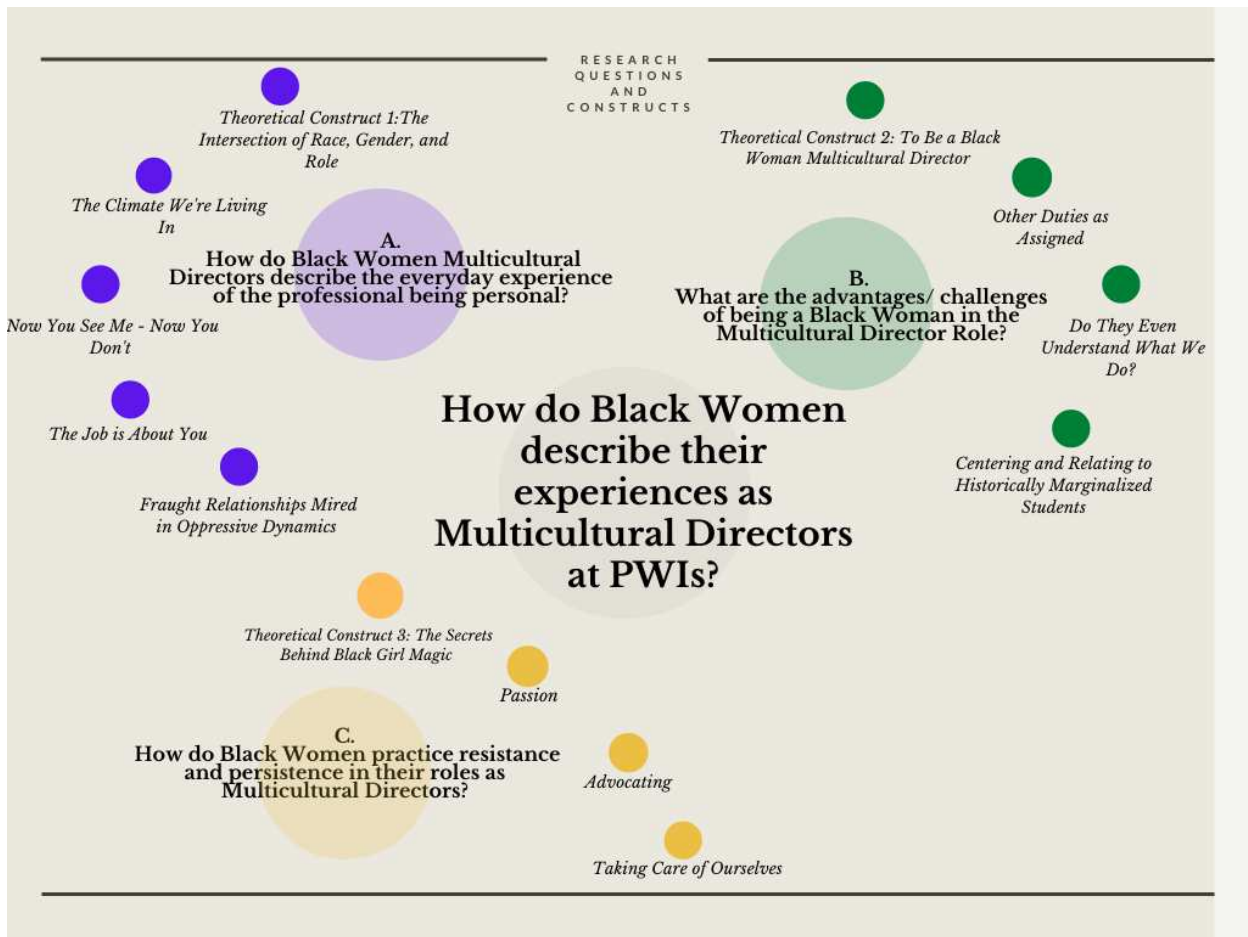 RESEARCH
QUESTIONS
AND
CONSTRUCTS
Theoretical Construct 1:The
Intersection of Race, Gender, and
Role
The Climate We're Living
In
A.
How do Black Women Multicultural
Directors describe the everyday experience
of the professional being personal?
Now You See Me - Now You
Don't
The Job is About You
Fraught Relationships Mired
in Oppressive Dynamics
Theoretical Construct 2: To Be a Black
Woman Multicultural Director
Other Duties as
Assigned
B.
What are the advantages/ challenges
of being a Black Woman in the
Multicultural Director Role?
Do They Even
Understand What We
Do?
Centering and Relating to
Historically Marginalized
Students
How do Black Women
describe their
experiences as
Multicultural Directors
at PWIs?
Theoretical Construct 3: The Secrets
Behind Black Girl Magic
Passion
C.
How do Black Women practice resistance
and persistence in their roles as
Multicultural Directors?
Advocating
Taking Care of Ourselves